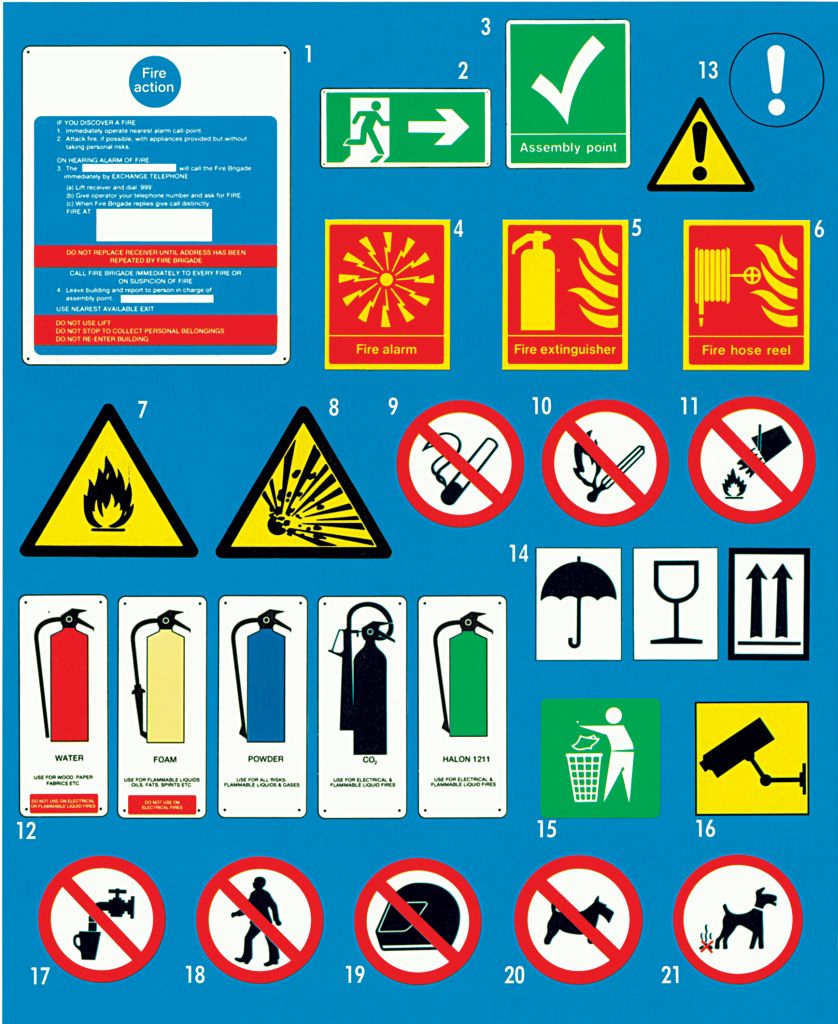 1
Fire
action
IF YOU DISCOVER A FIRE
1. Immediately operate nearest alarm call-point.
2. Attack fire, if possible, with appliances provided but without
taking personal risks.
ON HEARING ALARM OF FIRE
3. The will call the Fire Brigade
immediately by EXCHANGE TELEPHONE
(a) Lift receiver and dial 999
(b) Give operator your telephone number and ask for FIRE.
(c) When Fire Brigade replies give call distinctly
FIRE AT
DO NOT REPLACE RECEIVER UNTIL ADDRESS HAS BEEN
REPEATED BY FIRE BRIGADE
CALL FIRE BRIGADE IMMEDIATELY TO EVERY FIRE OR
ON SUSPICION OF FIRE
4. Leave building and report to person in charge of
assembly point.
USE NEAREST AVAILABLE EXIT
DO NOT USE LIFT
DO NOT STOP TO COLLECT PERSONAL BELONGINGS
DO NOT RE-ENTER BUILDING
2
3
Assembly point
13
4
Fire alarm
5
Fire extinguisher
6
Fire hose reel
7
8
9
10
11
14
WATER
USE FOR WOOD, PAPER
FABRICS ETC
DO NOT USE ON ELECTRICAL
OR FLAMMABLE LIQUID FIRES
FOAM
USE FOR FLAMMABLE LIQUIDS
OILS, FATS, SPIRITS ETC
DO NOT USE ON
ELECTRICAL FIRES
POWDER
USE FOR ALL RISKS-
FLAMMABLE LIQUIDS & GASES
CO₂
USE FOR ELECTRICAL &
FLAMMABLE LIQUID FIRES
HALON 1211
USE FOR ELECTRICAL &
FLAMMABLE LIQUID FIRES
12
15
16
17
18
19
20
21